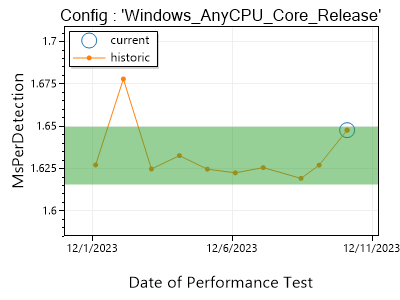 Config : 'Windows_AnyCPU_Core_Release'
current
historic
MsPerDetection
1.7
1.675
1.65
1.625
1.6
12/1/2023
12/6/2023
12/11/2023
Date of Performance Test